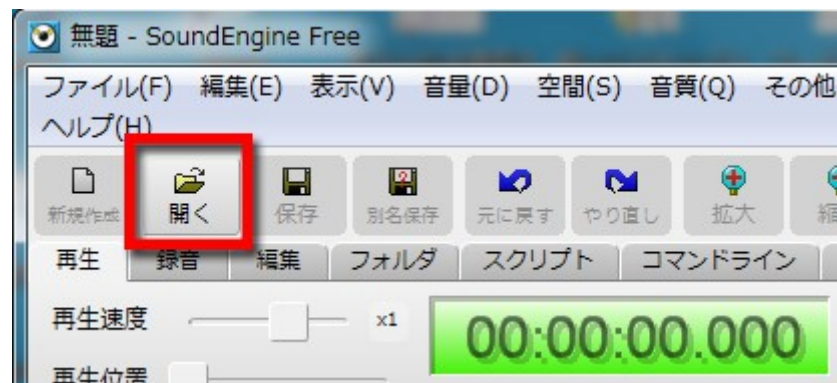 無題 - SoundEngine Free
ファイル(F) 編集(E) 表示(V) 音量(D) 空間(S) 音質(Q) その他
ヘルプ(H)
新規作成 開く 保存 別名保存 元に戻す やり直し 拡大 縮
再生 録音 編集 フォルダ スクリプト コマンドライン
再生速度 x1 00:00:00.000
再生位置